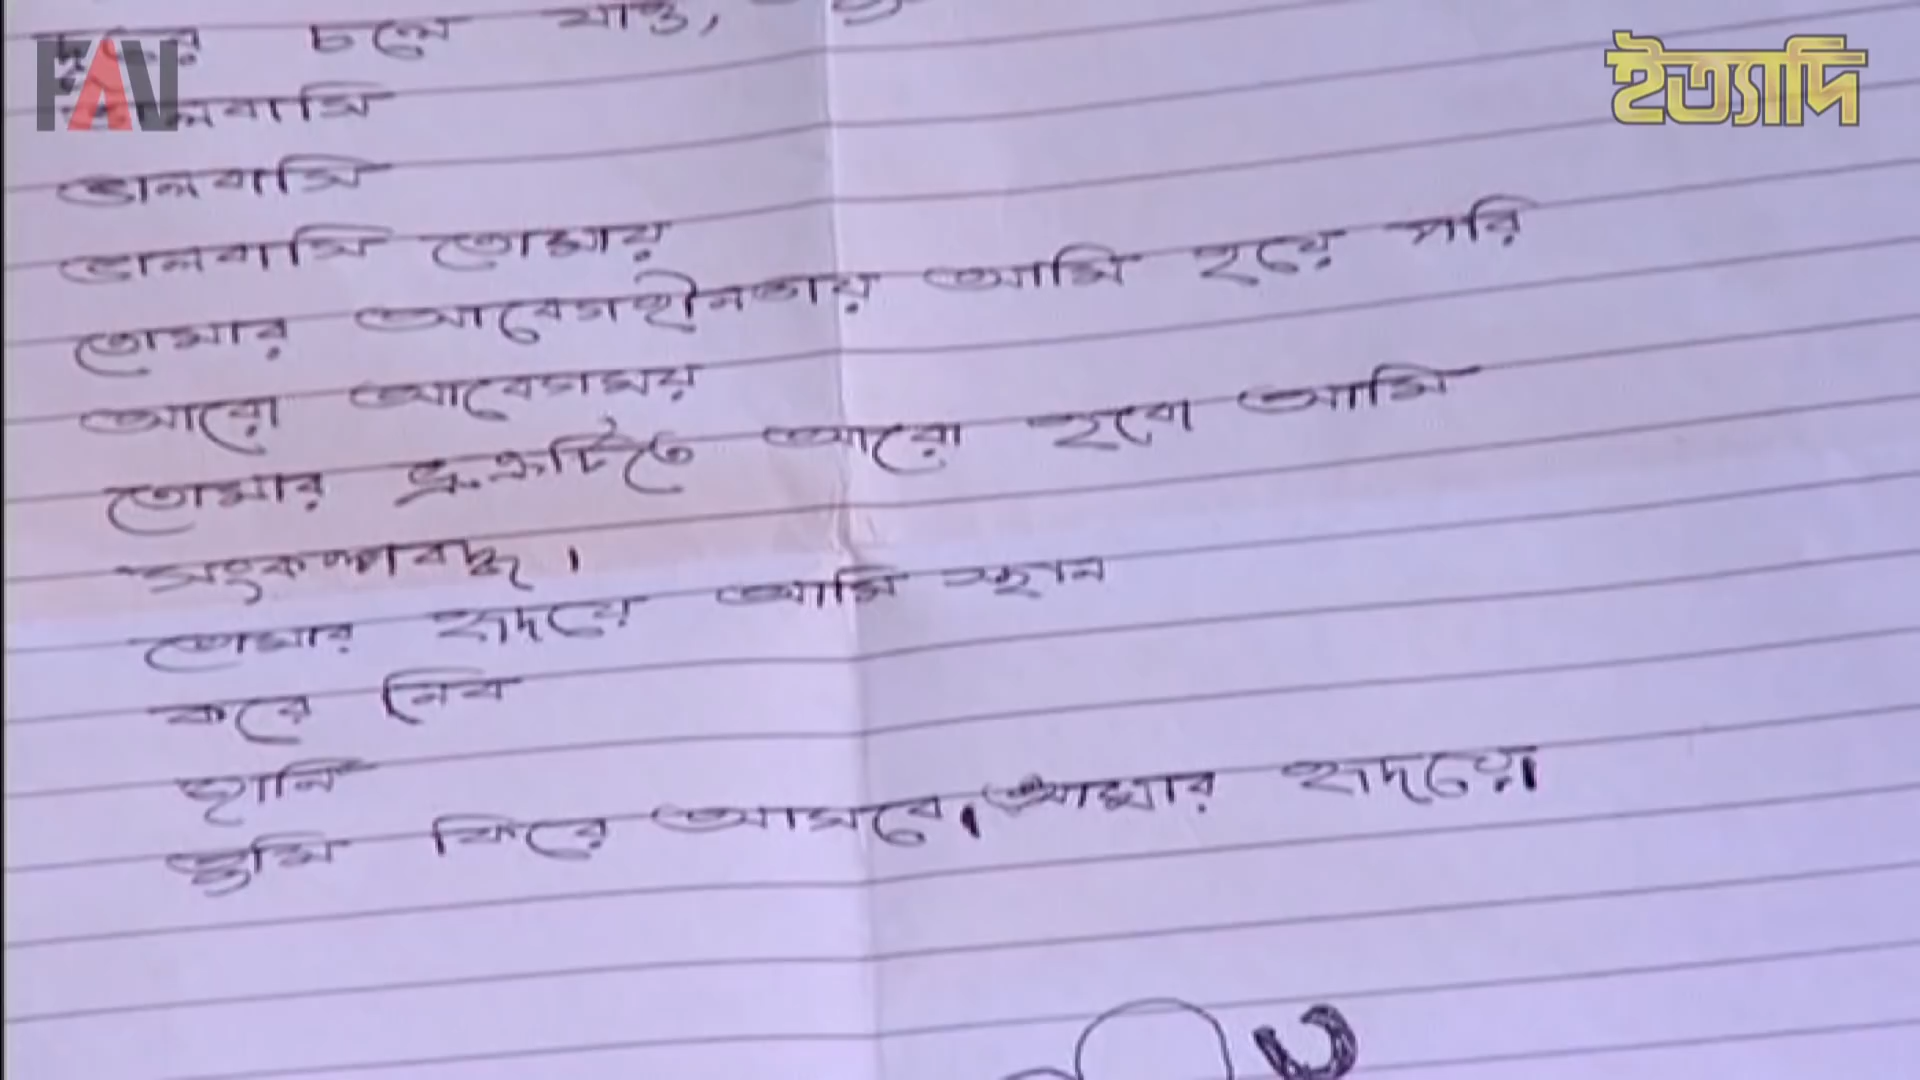 চলে যাও,
FAV
ইত্যাদি
ভালবাসি
ভালবাসি
ভালবাসি তোমায়
তোমার আবেগহীনতায় আমি হয়ে পরি
আরো আবেগময়
তোমার ভ্রুকুটিতে আরো হবো আমি
সংকল্পবদ্ধ।
তোমার হৃদয়ে আমি স্থান
করে নিব
জানি
তুমি ফিরে আসবে। আমার হৃদয়ে।